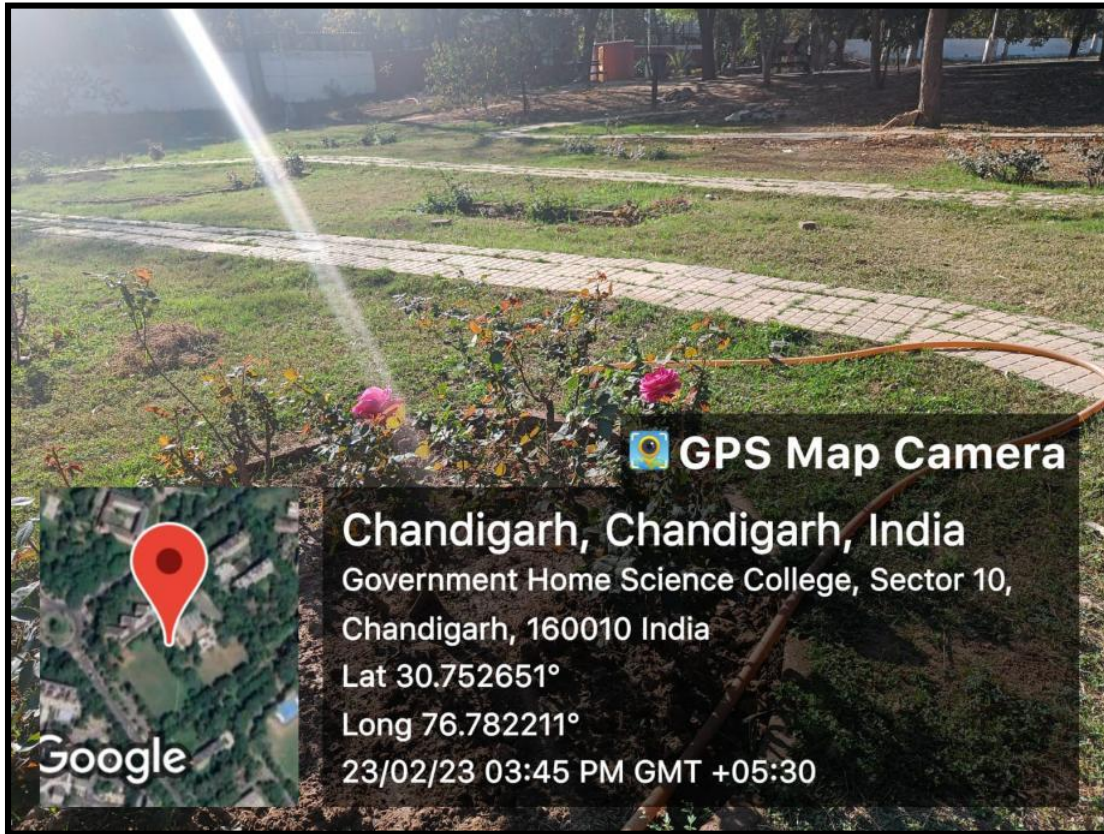 GPS Map Camera
Chandigarh, Chandigarh, India
Government Home Science College, Sector 10,
Chandigarh, 160010 India
Lat 30.752651°
Long 76.782211°
23/02/23 03:45 PM GMT +05:30
Google